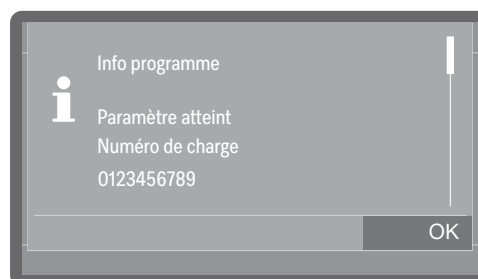 Info programme
Paramètre atteint
Numéro de charge
0123456789
OK